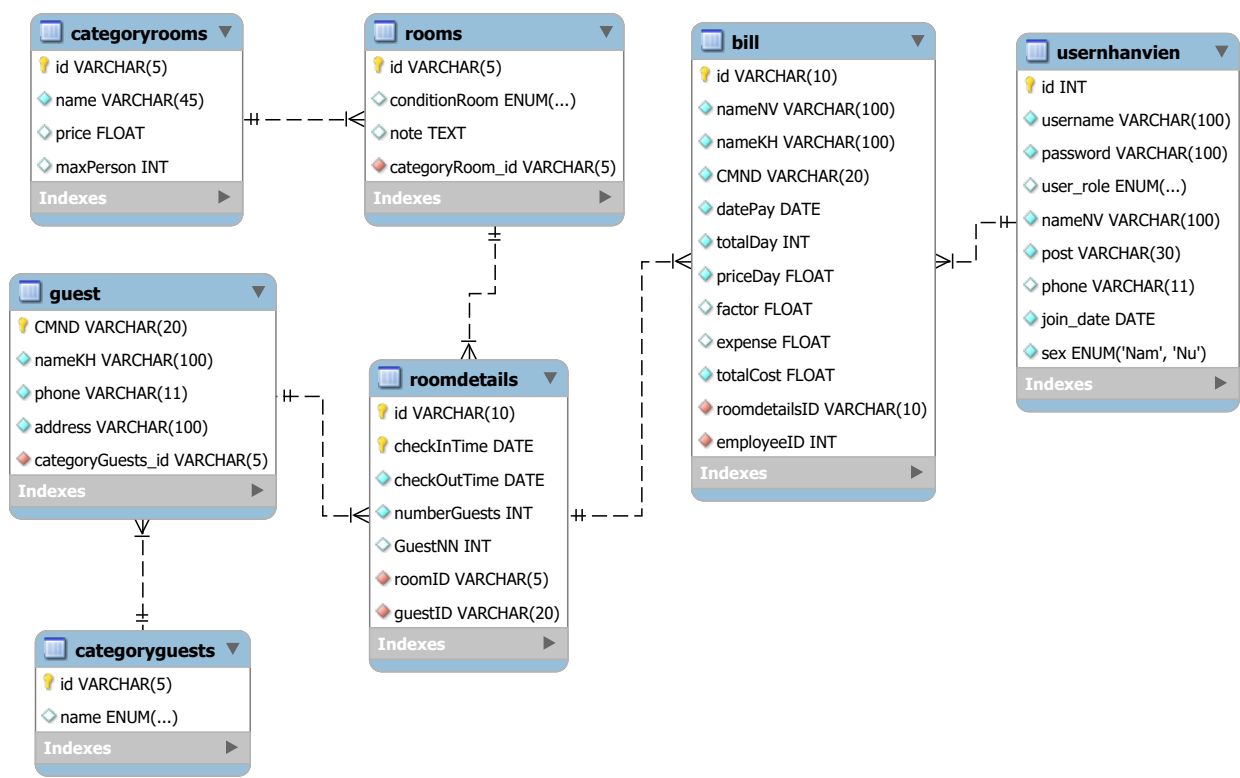 categoryrooms
id VARCHAR(5)
name VARCHAR(45)
price FLOAT
maxPerson INT
Indexes
rooms
id VARCHAR(5)
conditionRoom ENUM(...)
note TEXT
categoryRoom_id VARCHAR(5)
Indexes
bill
id VARCHAR(10)
nameNV VARCHAR(100)
nameKH VARCHAR(100)
CMND VARCHAR(20)
datePay DATE
totalDay INT
priceDay FLOAT
factor FLOAT
expense FLOAT
totalCost FLOAT
roomdetailsID VARCHAR(10)
employeeID INT
Indexes
usernhanvien
id INT
username VARCHAR(100)
password VARCHAR(100)
user_role ENUM(...)
nameNV VARCHAR(100)
post VARCHAR(30)
phone VARCHAR(11)
join_date DATE
sex ENUM('Nam', 'Nu')
Indexes
guest
CMND VARCHAR(20)
nameKH VARCHAR(100)
phone VARCHAR(11)
address VARCHAR(100)
categoryGuests_id VARCHAR(5)
Indexes
roomdetails
id VARCHAR(10)
checkInTime DATE
checkOutTime DATE
numberGuests INT
GuestNN INT
roomID VARCHAR(5)
guestID VARCHAR(20)
Indexes
categoryguests
id VARCHAR(5)
name ENUM(...)
Indexes